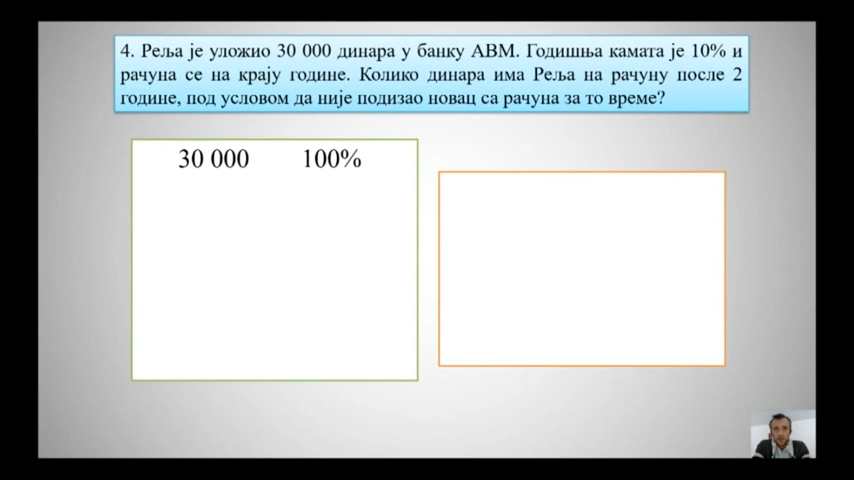 4. Реља је уложио 30 000 динара у банку АВМ. Годишња камата је 10% и
рачуна се на крају године. Колико динара има Реља на рачуну после 2
године, под условом да није подизао новац са рачуна за то време?
30 000 100%